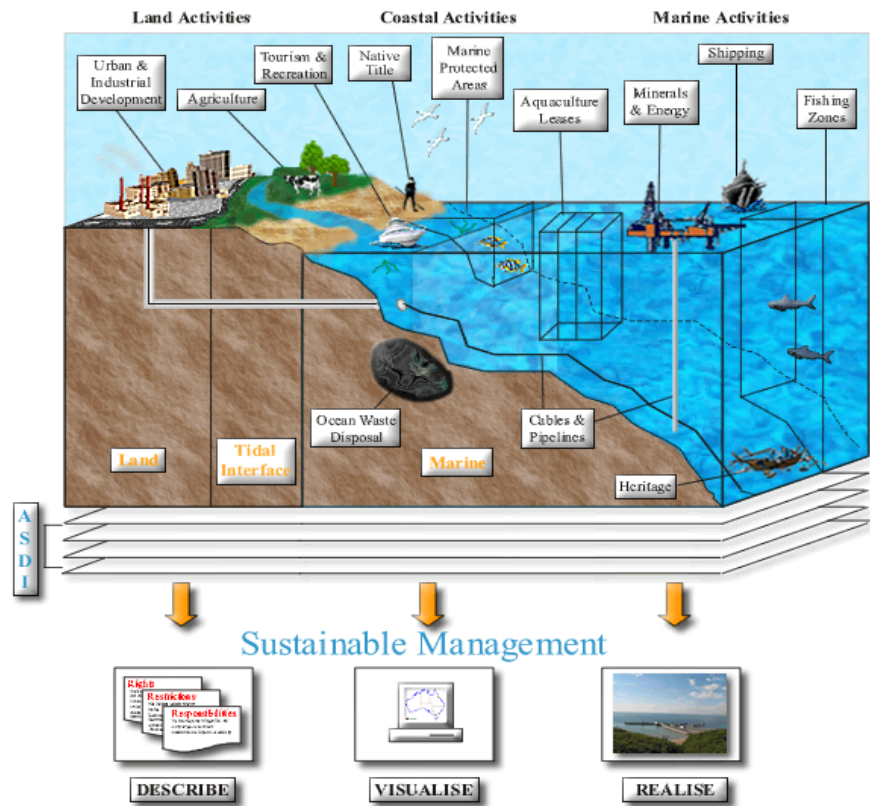 Land Activities
Coastal Activities
Marine Activities
Urban &
Industrial
Development
Agriculture
Tourism &
Recreation
Native
Title
Marine
Protected
Areas
Aquaculture
Leases
Minerals
& Energy
Shipping
Fishing
Zones
Ocean Waste
Disposal
Cables &
Pipelines
Heritage
Land
Tidal
Interface
Marine
A
S
D
I
Sustainable Management
Rights
Restrictions
Responsibilities
DESCRIBE
VISUALISE
REALISE